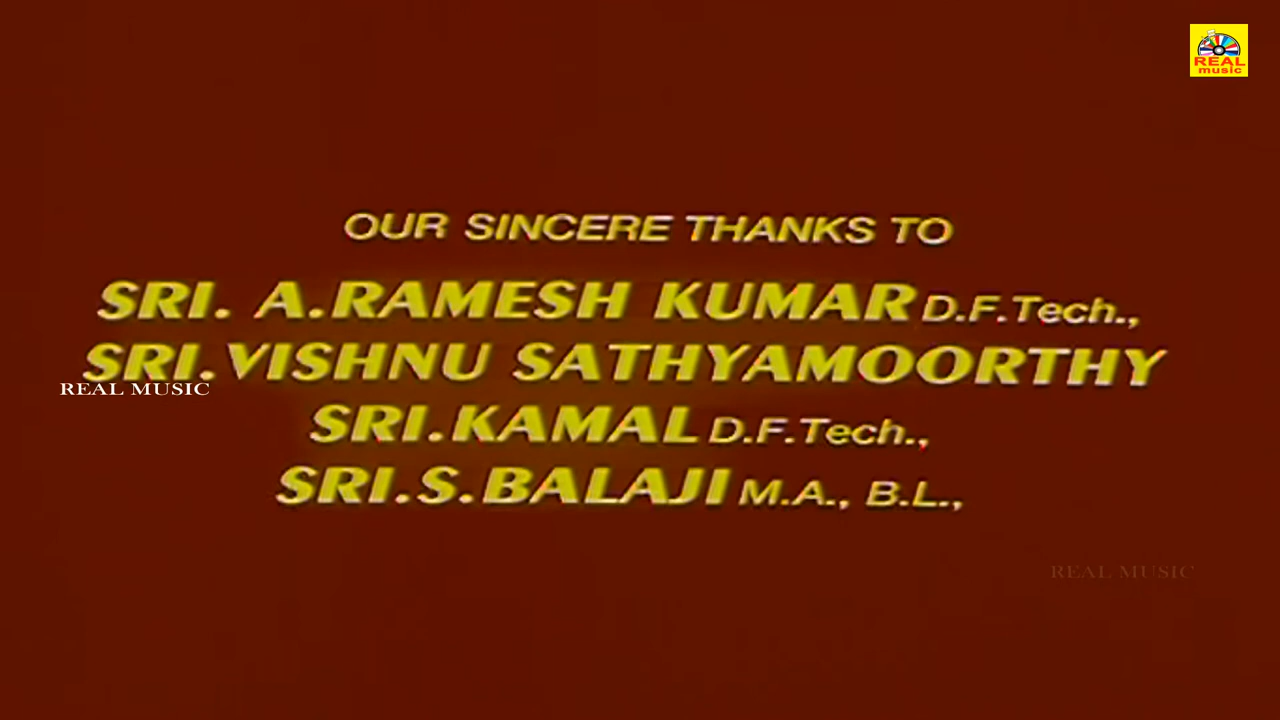 REAL
music
OUR SINCERE THANKS TO
SRI. A.RAMESH KUMAR D.F.Tech.,
SRI.VISHNU SATHYAMOORTHY
REAL MUSIC
SRI.KAMAL D.F.Tech.,
SRI.S.BALAJI M.A., B.L.,
REAL MUSIC